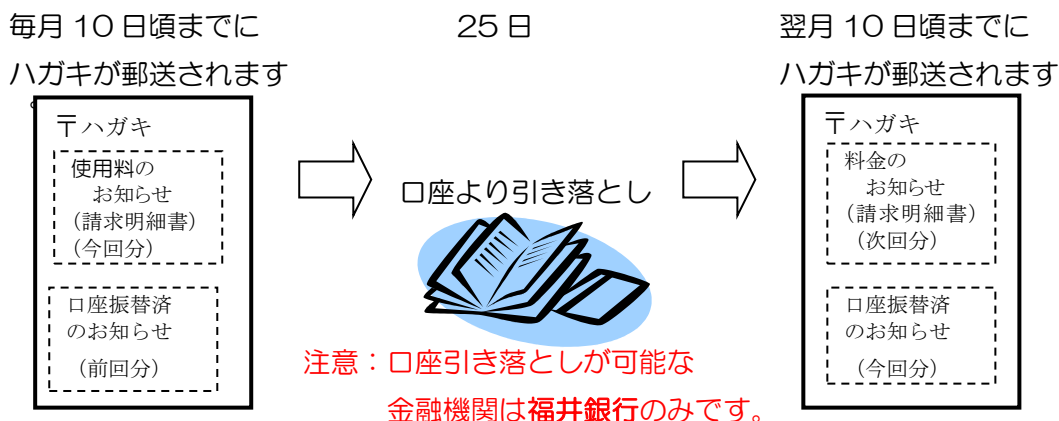 毎月 10 日頃までに
ハガキが郵送されます
。
〒ハガキ
使用料の
お知らせ
(請求明細書)
(今回分)
口座振替済
のお知らせ
(前回分)
25 日
口座より引き落とし
注意：口座引き落としが可能な
金融機関は福井銀行のみです。
翌月 10 日頃までに
ハガキが郵送されます
〒ハガキ
料金の
お知らせ
(請求明細書)
(次回分)
口座振替済
のお知らせ
(今回分)